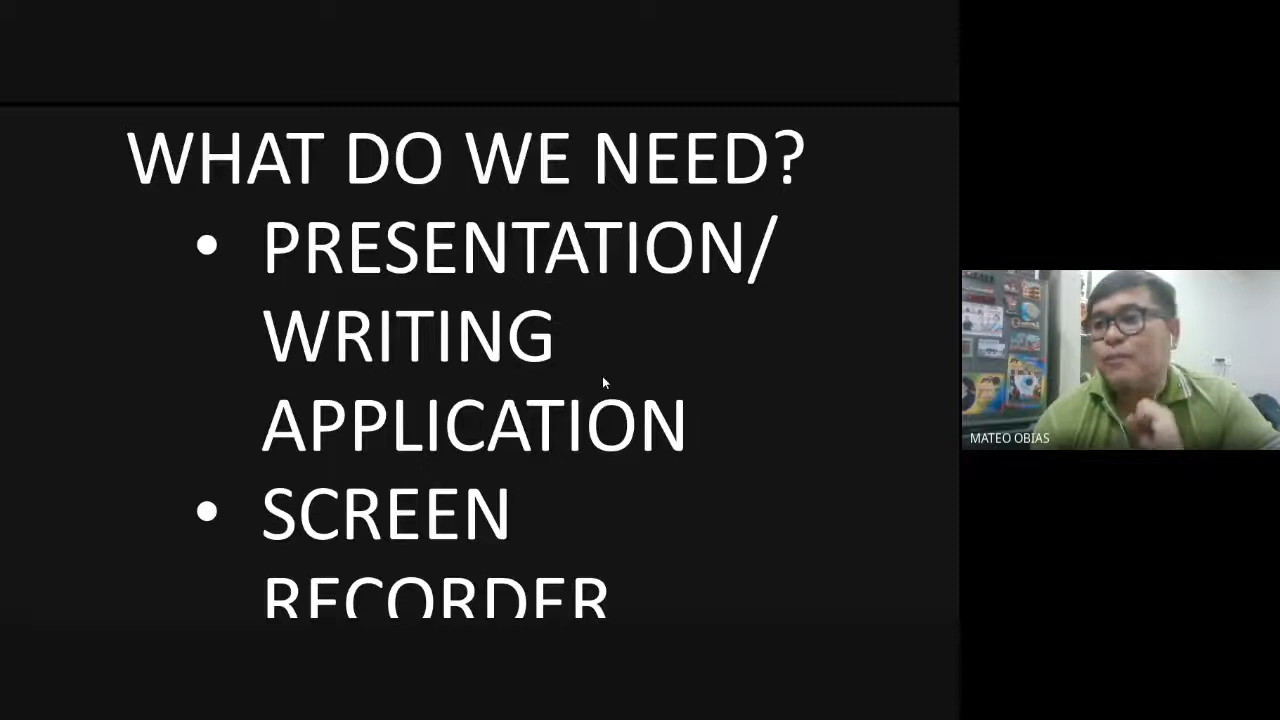 WHAT DO WE NEED?
• PRESENTATION/
WRITING
APPLICATION
• SCREEN
RECORDER
MATEO OBIAS